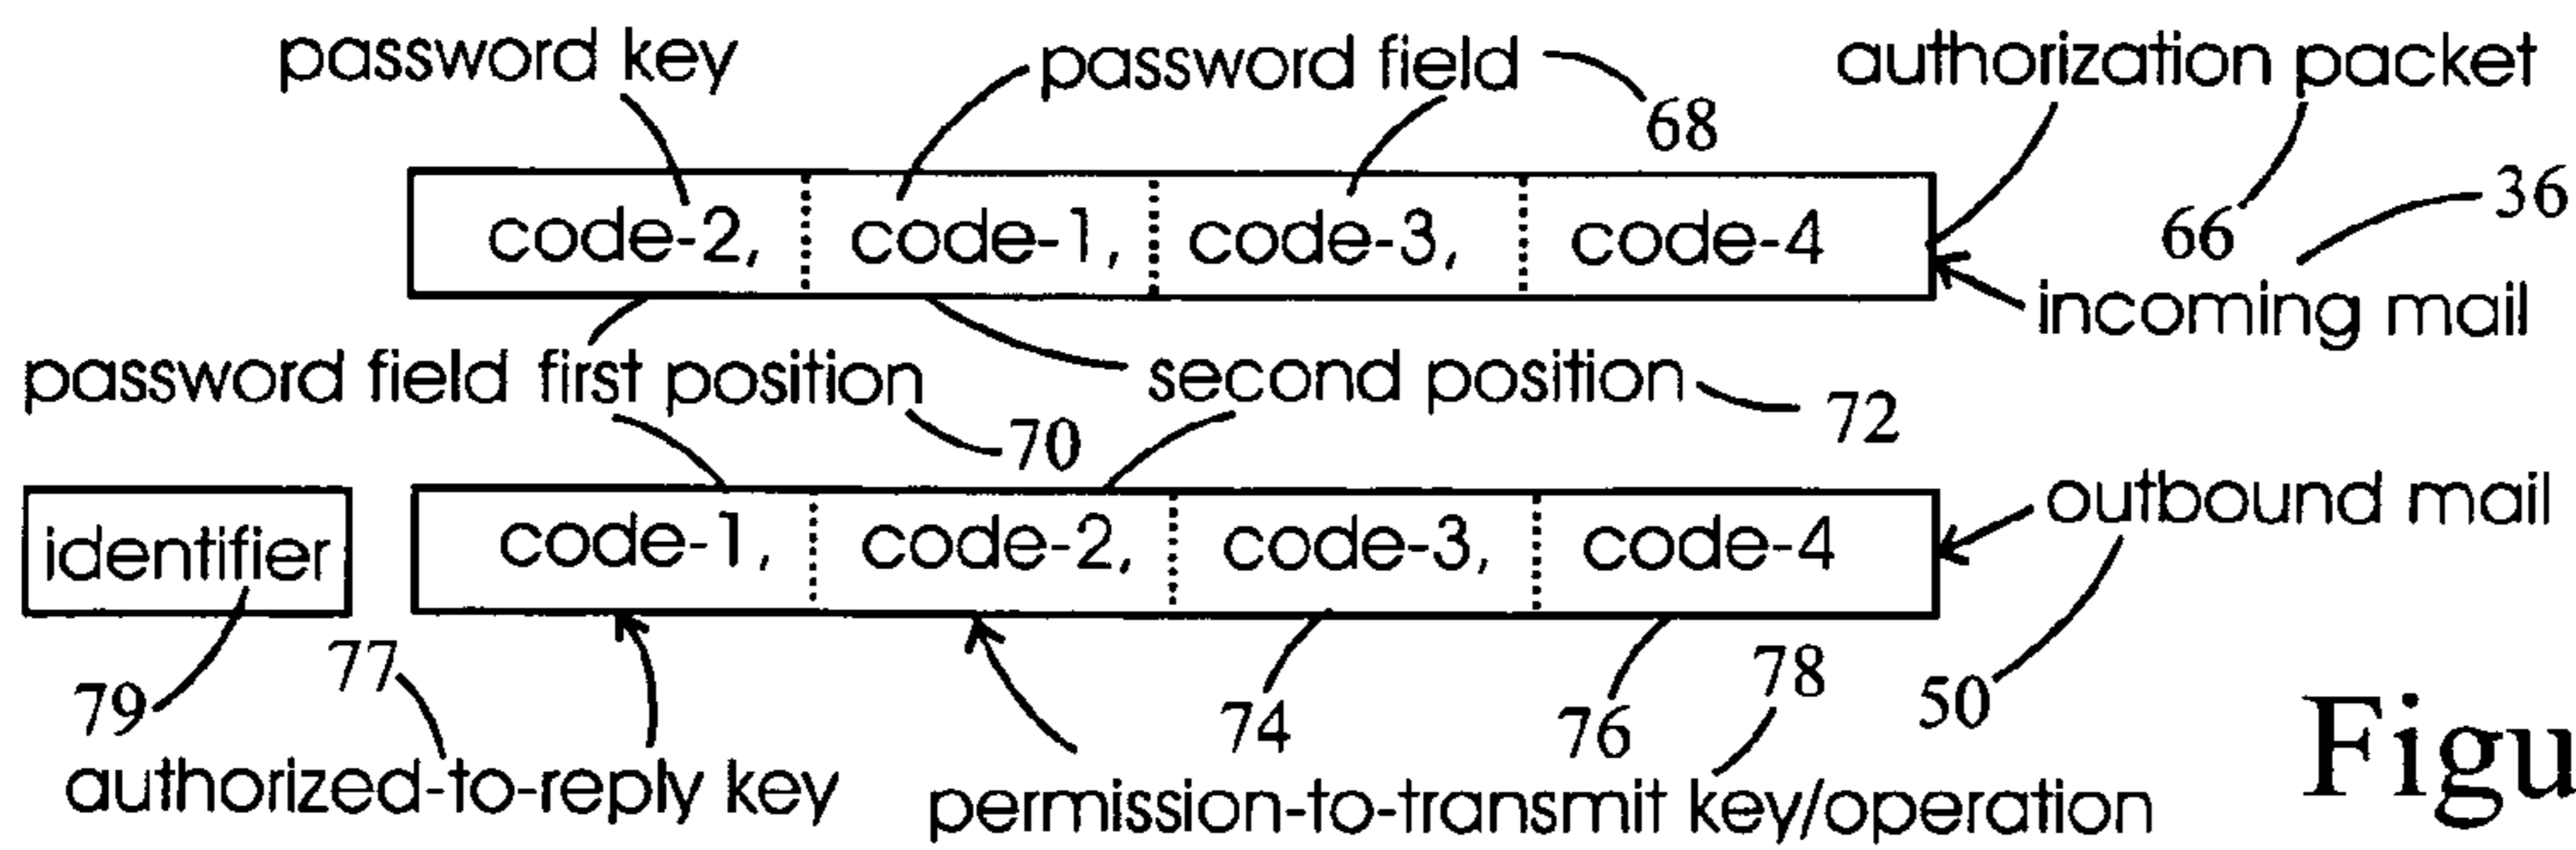 password key
password field
68
authorization packet
66
36
code-2, code-1, code-3, code-4
incoming mail
password field first position
70
second position
72
identifier
code-1, code-2, code-3, code-4
outbound mail
79
77
74
76
78
50
authorized-to-reply key
permission-to-transmit key/operation
Figu